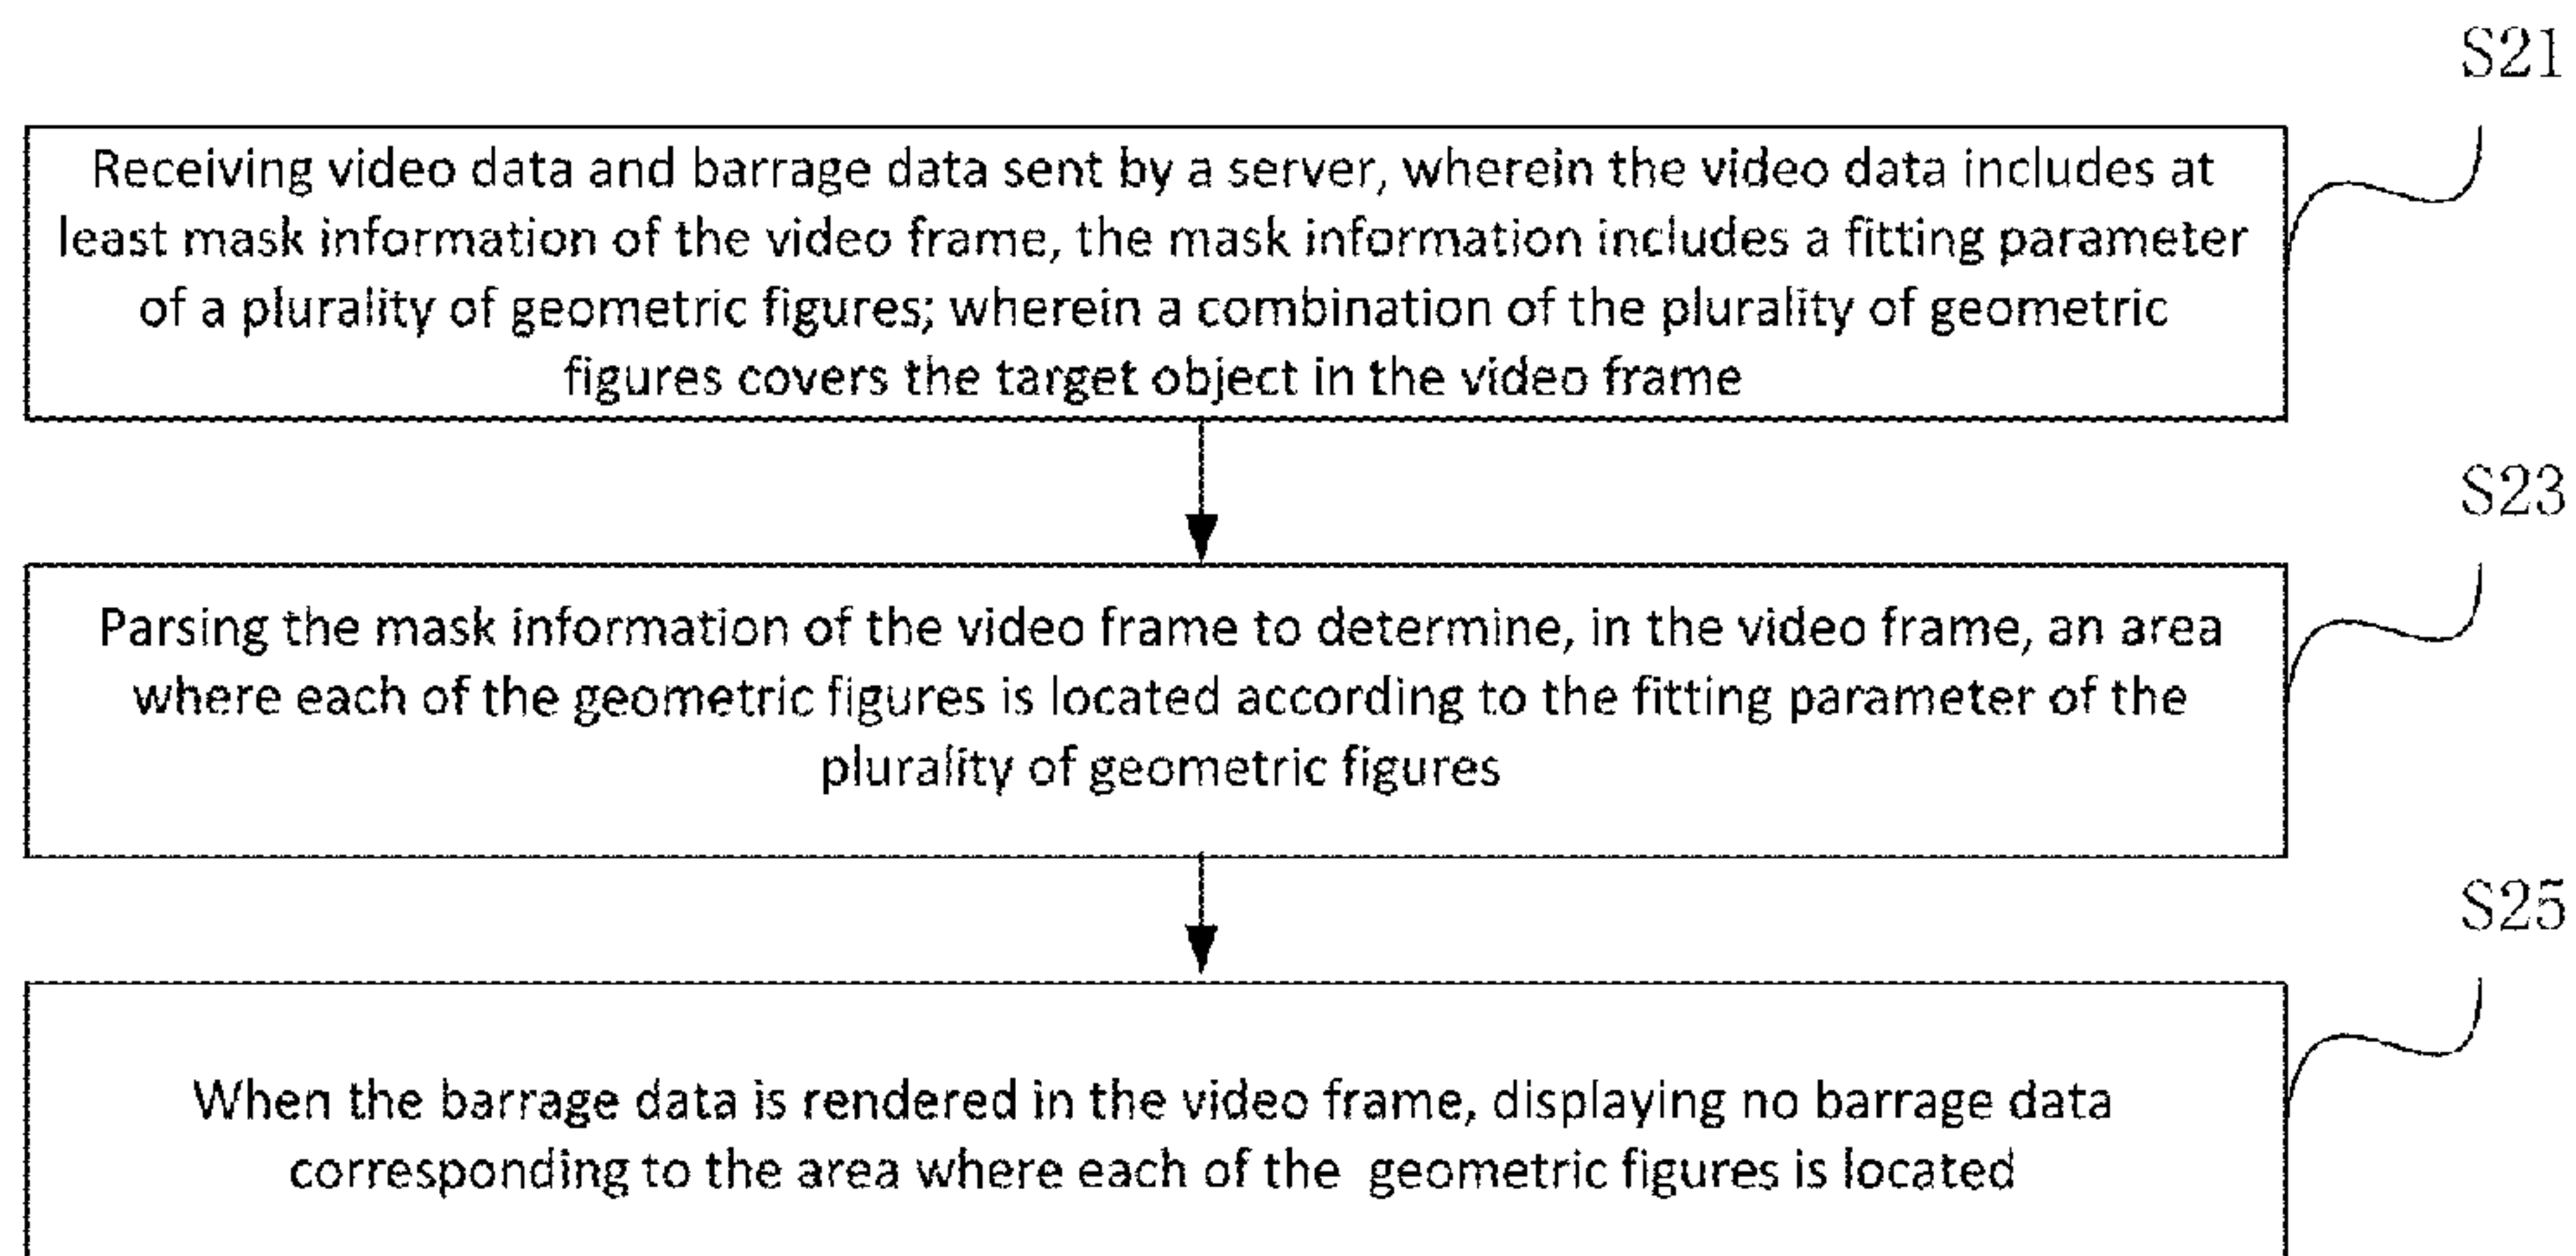 S21
Receiving video data and barrage data sent by a server, wherein the video data includes at
least mask information of the video frame, the mask information includes a fitting parameter
of a plurality of geometric figures; wherein a combination of the plurality of geometric
figures covers the target object in the video frame
S23
Parsing the mask information of the video frame to determine, in the video frame, an area
where each of the geometric figures is located according to the fitting parameter of the
plurality of geometric figures
S25
When the barrage data is rendered in the video frame, displaying no barrage data
corresponding to the area where each of the geometric figures is located